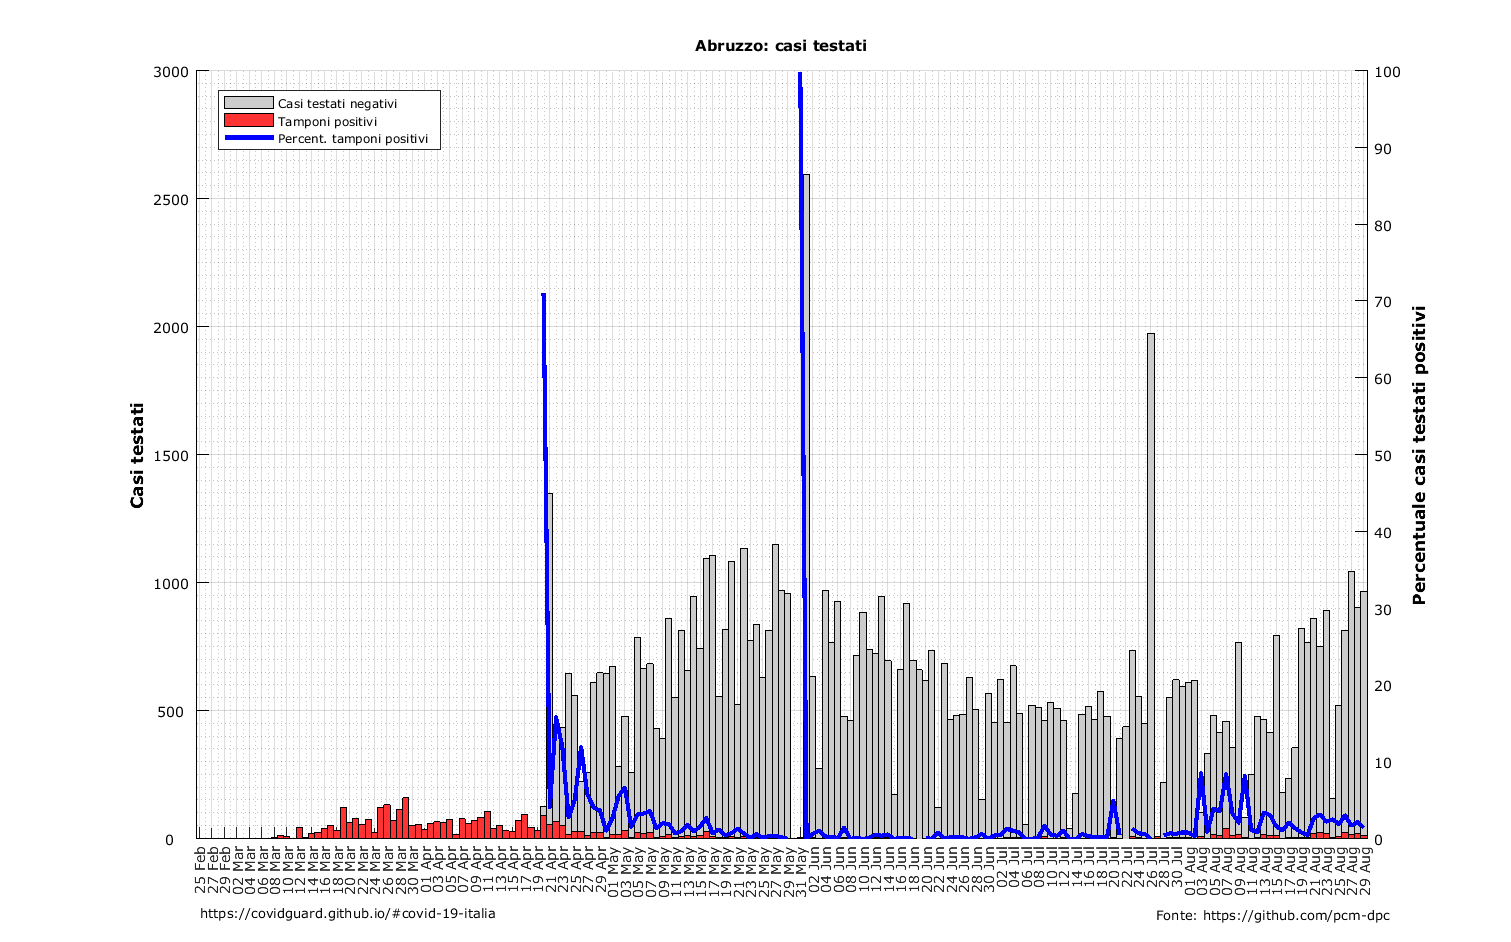 Abruzzo: casi testati
Casi testati negativi
Tamponi positivi
Percent. tamponi positivi
Casi testati
3000
2500
2000
1500
1000
500
0
100
90
80
70
60
50
40
30
20
10
0
Percentuale casi testati positivi
25 Feb
27 Feb
29 Feb
02 Mar
04 Mar
06 Mar
08 Mar
10 Mar
12 Mar
14 Mar
16 Mar
18 Mar
20 Mar
22 Mar
24 Mar
26 Mar
28 Mar
30 Mar
01 Apr
03 Apr
05 Apr
07 Apr
09 Apr
11 Apr
13 Apr
15 Apr
17 Apr
19 Apr
21 Apr
23 Apr
25 Apr
27 Apr
29 Apr
01 May
03 May
05 May
07 May
09 May
11 May
13 May
15 May
17 May
19 May
21 May
23 May
25 May
27 May
29 May
31 May
02 Jun
04 Jun
06 Jun
08 Jun
10 Jun
12 Jun
14 Jun
16 Jun
18 Jun
20 Jun
22 Jun
24 Jun
26 Jun
28 Jun
30 Jun
02 Jul
04 Jul
06 Jul
08 Jul
10 Jul
12 Jul
14 Jul
16 Jul
18 Jul
20 Jul
22 Jul
24 Jul
26 Jul
28 Jul
30 Jul
01 Aug
03 Aug
05 Aug
07 Aug
09 Aug
11 Aug
13 Aug
15 Aug
17 Aug
19 Aug
21 Aug
23 Aug
25 Aug
27 Aug
29 Aug
https://covidguard.github.io/#covid-19-italia
Fonte: https://github.com/pcm-dpc